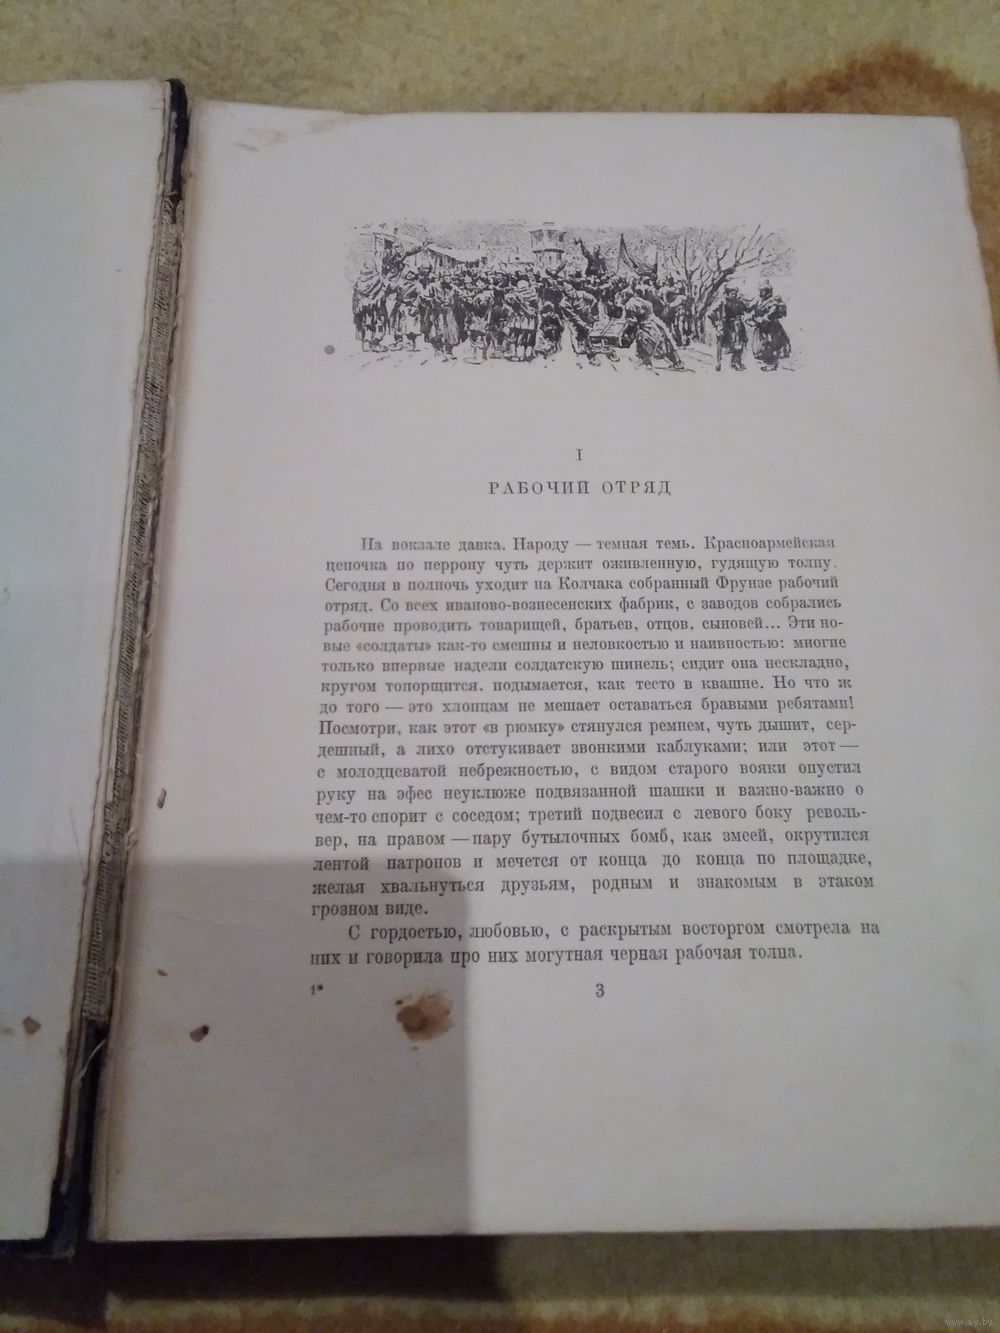 I
РАБОЧИЙ ОТРЯД
На вокзале давка. Народу — темная темь. Красноармейская
цепочка по перрону чуть держит оживленную, гудящую толпу.
Сегодня в полночь уходит на Колчака собранный Фрунзе рабочий
отряд. Со всех иваново-вознесенских фабрик, с заводов собрались
рабочие проводить товарищей, братьев, отцов, сыновей... Эти но-
вые «солдаты» как-то смешны и неловкостью и наивностью: многие
только впервые надели солдатскую шинель; сидит она нескладно,
кругом топорщится. подымается, как тесто в квашне. Но что ж
до того — это хлопцам не мешает оставаться бравыми ребятами!
Посмотри, как этот «в рюмку» стянулся ремнем, чуть дышит, сер-
дешный, а лихо отстукивает звонкими каблуками; или этот —
с молодцеватой небрежностью, с видом старого вояки опустил
руку на эфес неуклюже подвязанной шашки и важно-важно о
чем-то спорит с соседом; третий подвесил с левого боку револь-
вер, на правом — пару бутылочных бомб, как змеей, окрутился
лентой патронов и мечется от конца до конца по площадке,
желая хвальнуться друзьям, родным и знакомым в этаком
грозном виде.
С гордостью, любовью, с раскрытым восторгом смотрела на
них и говорила про них могутная черная рабочая толпа.
1*
3
www.ay.by